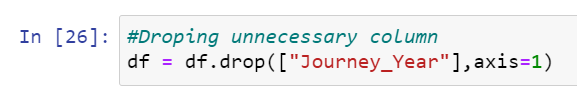 In [26]: #Droping unnecessary column
df = df.drop(["Journey_Year"],axis=1)